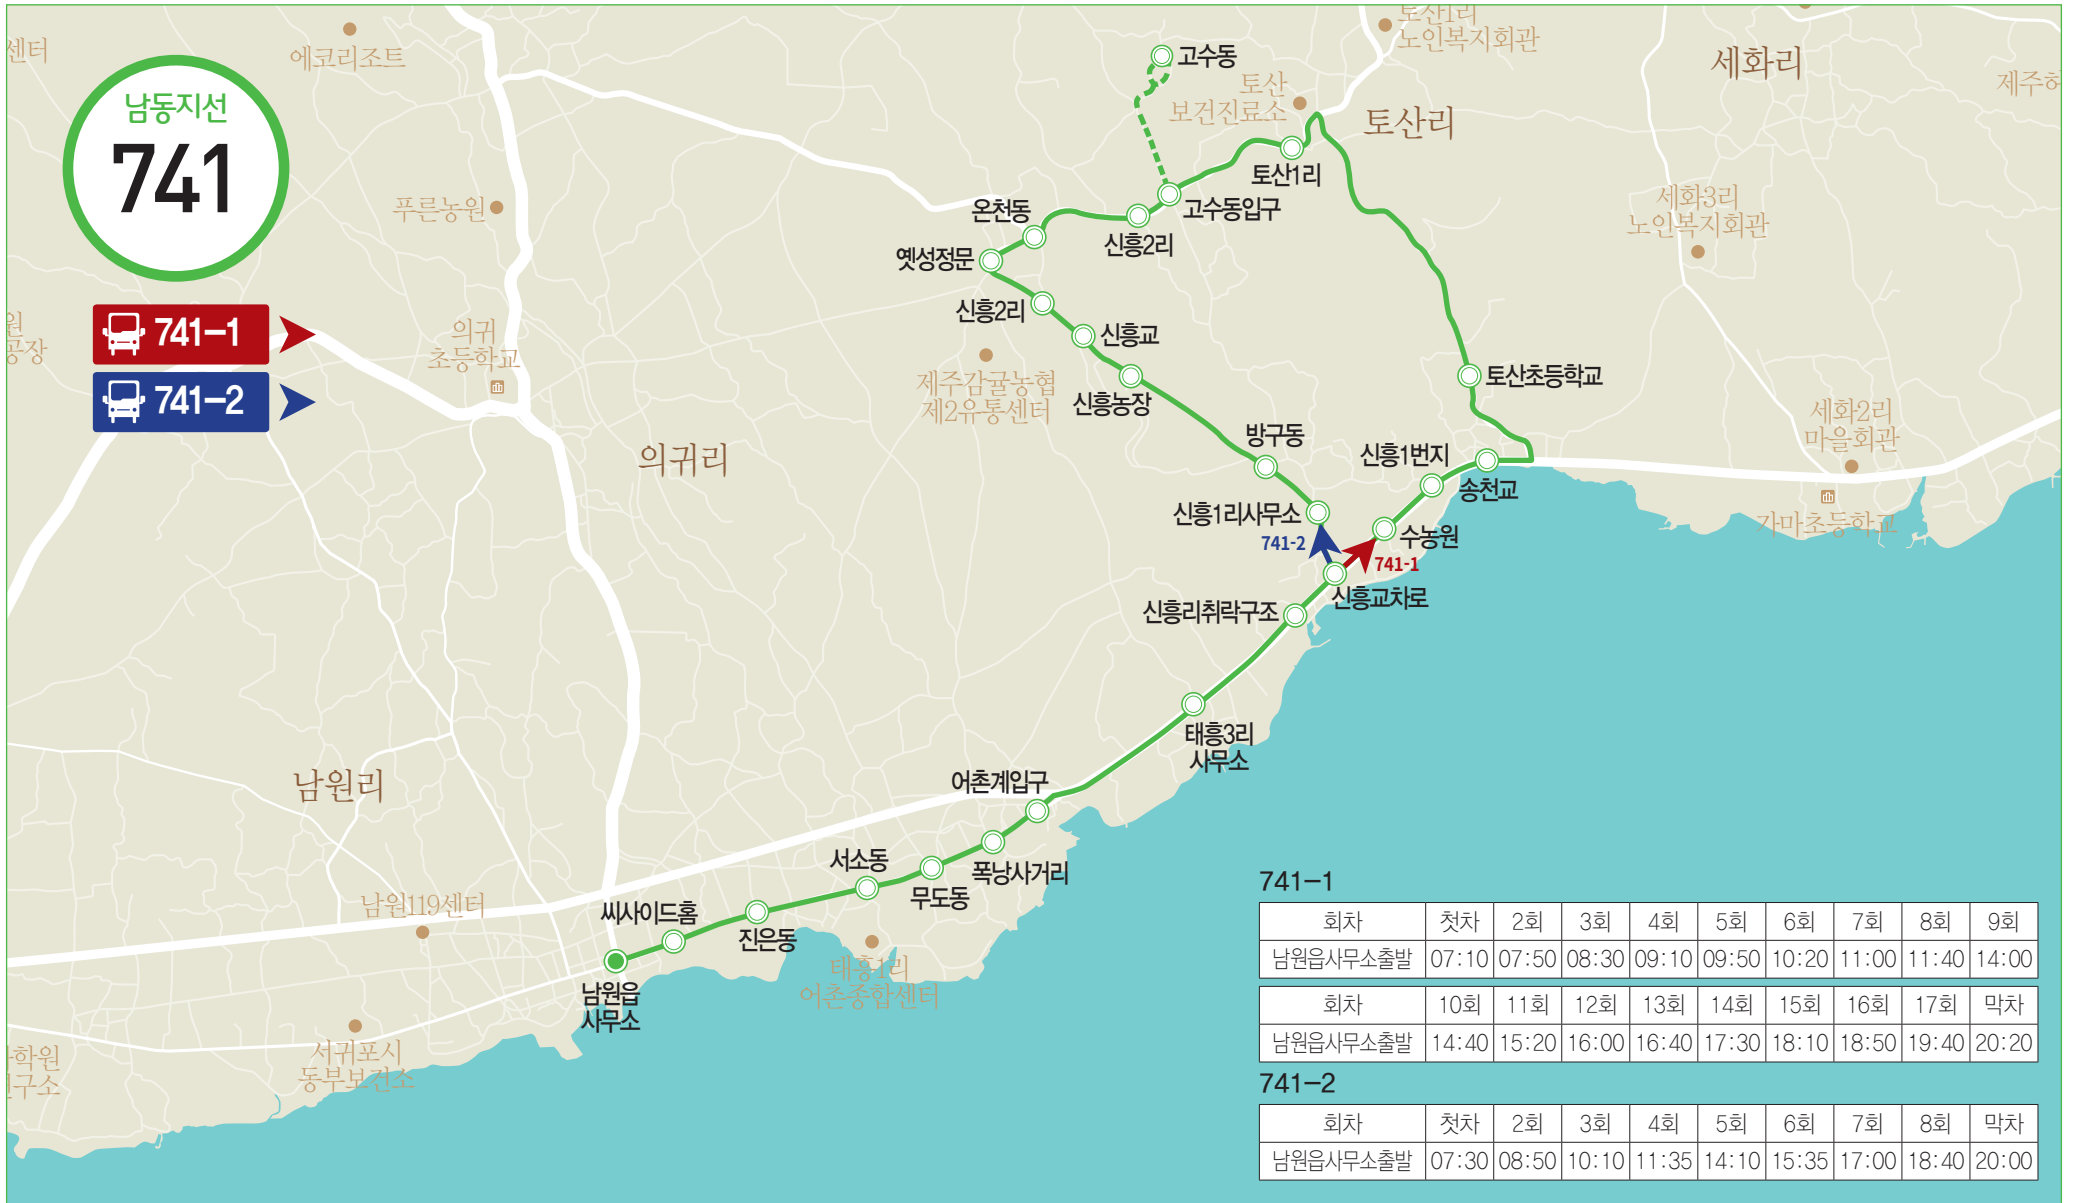 남동지선
741
741-1
741-2
센터
에코리조트
고수동
토산1리
노인복지회관
세화리
토산
보건진료소
토산리
토산1리
푸른농원
온천동
고수동입구
세화3리
노인복지회관
옛성정문
신흥2리
신흥2리
의귀
초등학교
신흥교
공장
제주감귤농협
제2유통센터
신흥농장
토산초등학교
세화2리
마을회관
의귀리
방구동
신흥1번지
송천교
신흥1리사무소
741-2
수농원
가마초등학교
741-1
신흥교차로
신흥리취락구조
태흥3리
사무소
남원리
어촌계입구
서소동
폭낭사거리
무도동
남원119센터
씨사이드홈
진은동
태흥1리
어촌종합센터
남원읍
사무소
서귀포시
동부보건소
741-1
회차 첫차 2회 3회 4회 5회 6회 7회 8회 9회
남원읍사무소출발 07:10 07:50 08:30 09:10 09:50 10:20 11:00 11:40 14:00
회차 10회 11회 12회 13회 14회 15회 16회 17회 막차
남원읍사무소출발 14:40 15:20 16:00 16:40 17:30 18:10 18:50 19:40 20:20
741-2
회차 첫차 2회 3회 4회 5회 6회 7회 8회 막차
남원읍사무소출발 07:30 08:50 10:10 11:35 14:10 15:35 17:00 18:40 20:00